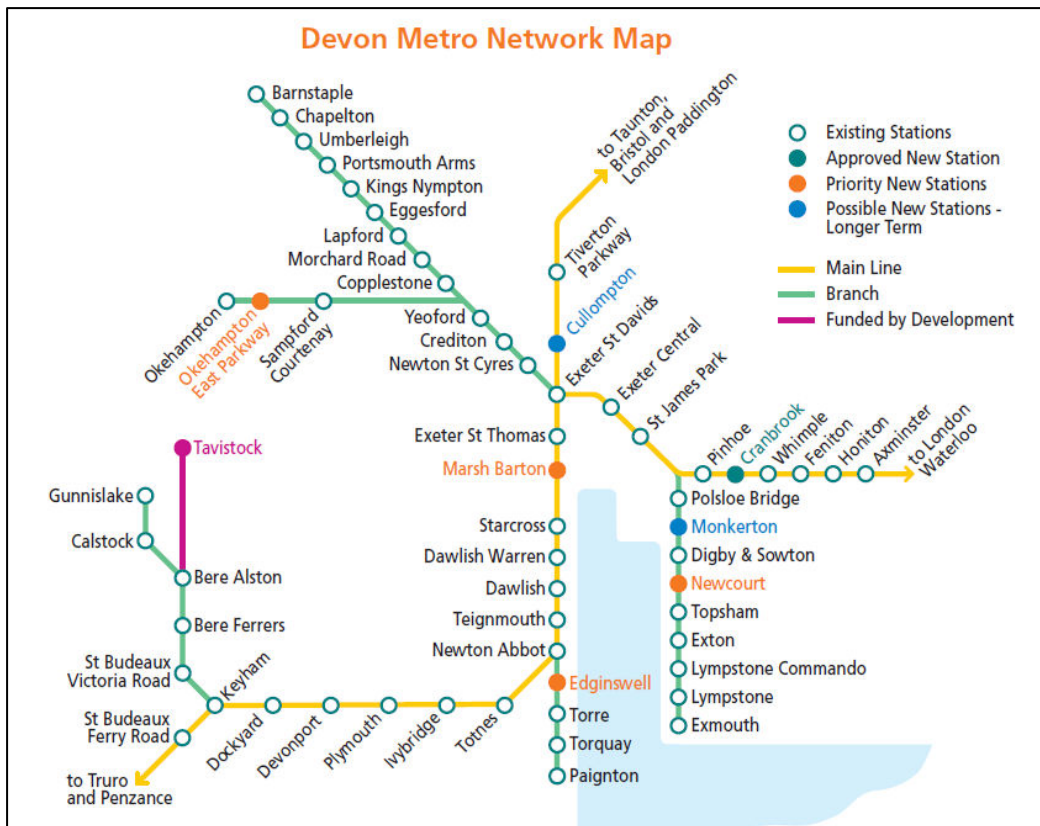 Devon Metro Network Map
Barnstaple
Chapelton
Umberleigh
Portsmouth Arms
Kings Nympton
Eggesford
Lapford
Morchard Road
Copplestone
Yeoford
Crediton
Newton St Cyres
Okehampton
Okehampton
East Parkway
Sampford
Courtenay
to Taunton,
Bristol and
London Paddington
Tiverton
Parkway
Cullompton
Exeter St Davids
Exeter Central
St James Park
Pinhoe
Cranbrook
Whimple
Feniton
Honiton
Axminster
to London
Waterloo
Existing Stations
Approved New Station
Priority New Stations
Possible New Stations -
Longer Term
Main Line
Branch
Funded by Development
Exeter St Thomas
Marsh Barton
Starcross
Dawlish Warren
Dawlish
Teignmouth
Newton Abbot
Edginswell
Torre
Torquay
Paignton
Polsloe Bridge
Monkerton
Digby & Sowton
Newcourt
Topsham
Exton
Lympstone Commando
Lympstone
Exmouth
Tavistock
Gunnislake
Calstock
Bere Alston
Bere Ferrers
St Budeaux
Victoria Road
Keyham
St Budeaux
Ferry Road
Dockyard
Devonport
Plymouth
Ivybridge
Totnes
to Truro
and Penzance